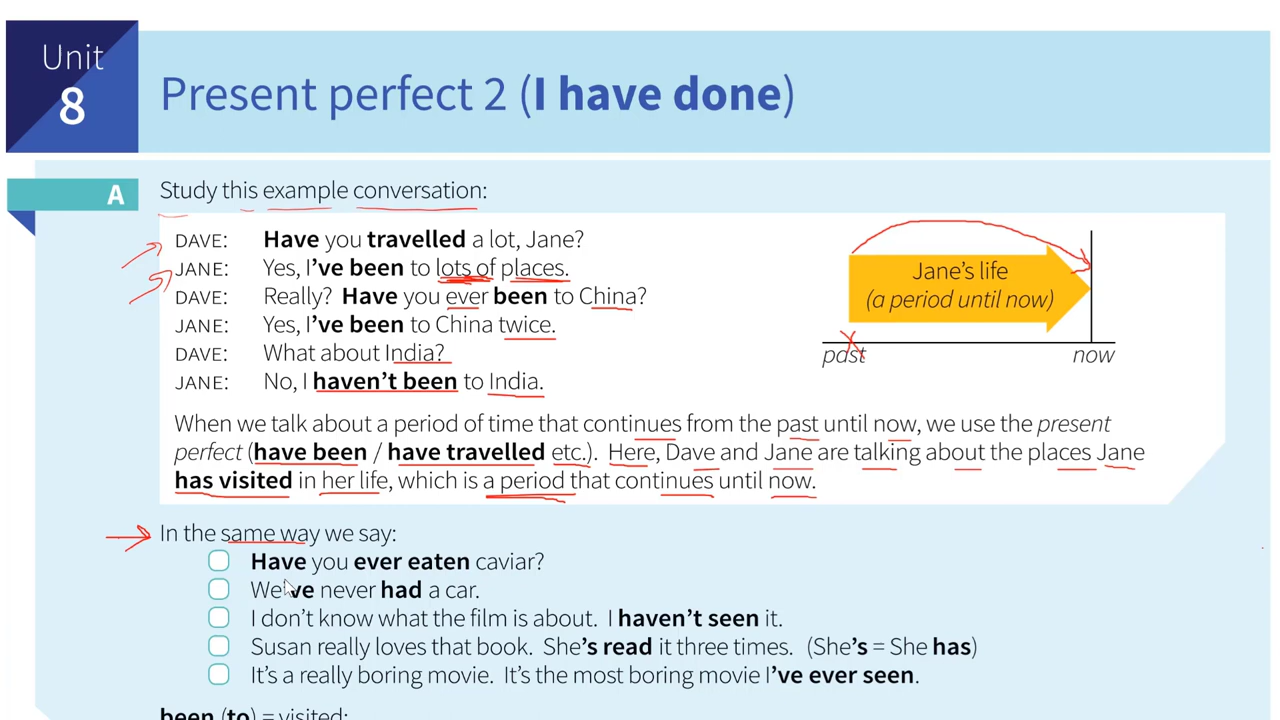 Unit
8
Present perfect 2 (I have done)
A
Study this example conversation:
DAVE: Have you travelled a lot, Jane?
JANE: Yes, I've been to lots of places.
DAVE: Really? Have you ever been to China?
JANE: Yes, I've been to China twice.
DAVE: What about India?
JANE: No, I haven't been to India.
Jane's life
(a period until now)
past
now
When we talk about a period of time that continues from the past until now, we use the present
perfect (have been / have travelled etc.). Here, Dave and Jane are talking about the places Jane
has visited in her life, which is a period that continues until now.
In the same way we say:
Have you ever eaten caviar?
We've never had a car.
I don't know what the film is about. I haven't seen it.
Susan really loves that book. She's read it three times. (She's = She has)
It's a really boring movie. It's the most boring movie I've ever seen.
been (to) = visited: